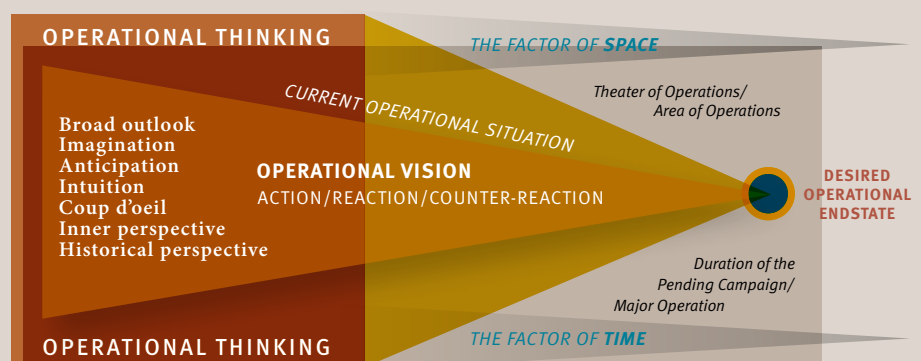 OPERATIONAL THINKING
THE FACTOR OF SPACE
CURRENT OPERATIONAL SITUATION
Theater of Operations/
Area of Operations
Broad outlook
Imagination
Anticipation
Intuition
Coup d’oeil
Inner perspective
Historical perspective
OPERATIONAL VISION
ACTION/REACTION/COUNTER-REACTION
DESIRED
OPERATIONAL
ENDSTATE
Duration of the
Pending Campaign/
Major Operation
THE FACTOR OF TIME
OPERATIONAL THINKING